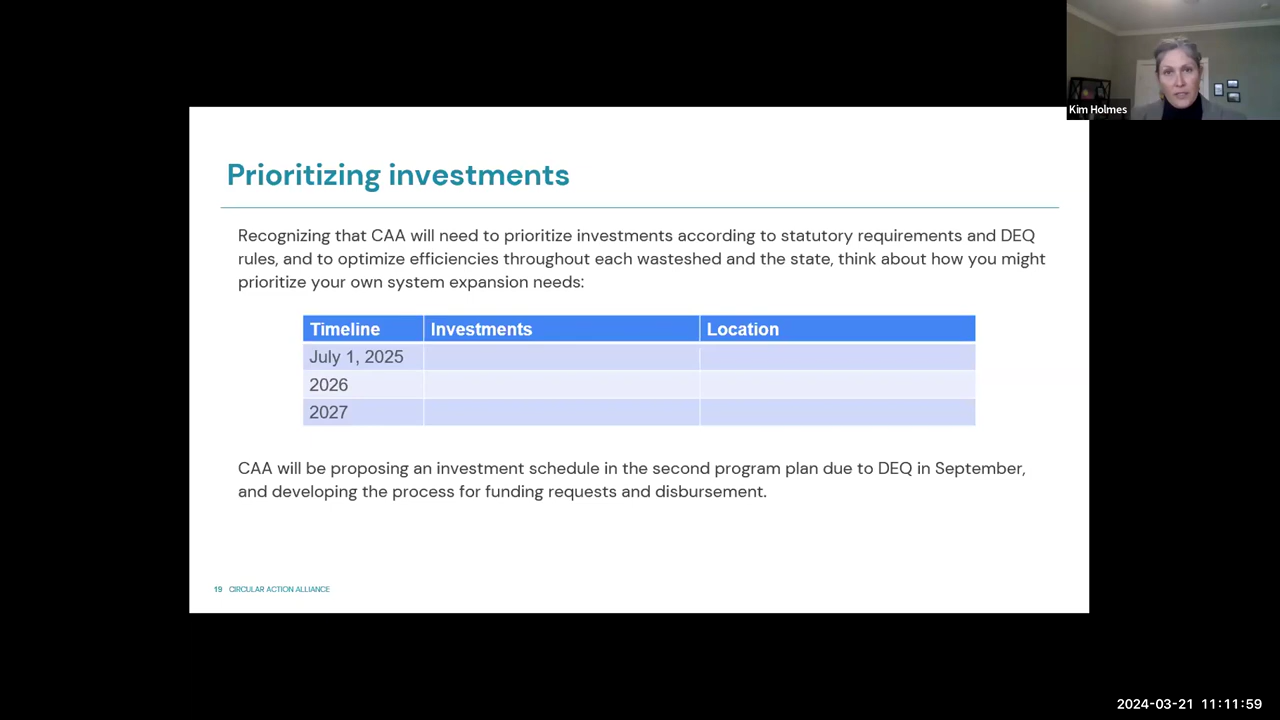 Kim Holmes
Prioritizing investments
Recognizing that CAA will need to prioritize investments according to statutory requirements and DEQ
rules, and to optimize efficiencies throughout each wasteshed and the state, think about how you might
prioritize your own system expansion needs:
Timeline Investments Location
July 1, 2025
2026
2027
CAA will be proposing an investment schedule in the second program plan due to DEQ in September,
and developing the process for funding requests and disbursement.
19 CIRCULAR ACTION ALLIANCE
2024-03-21 11:11:59